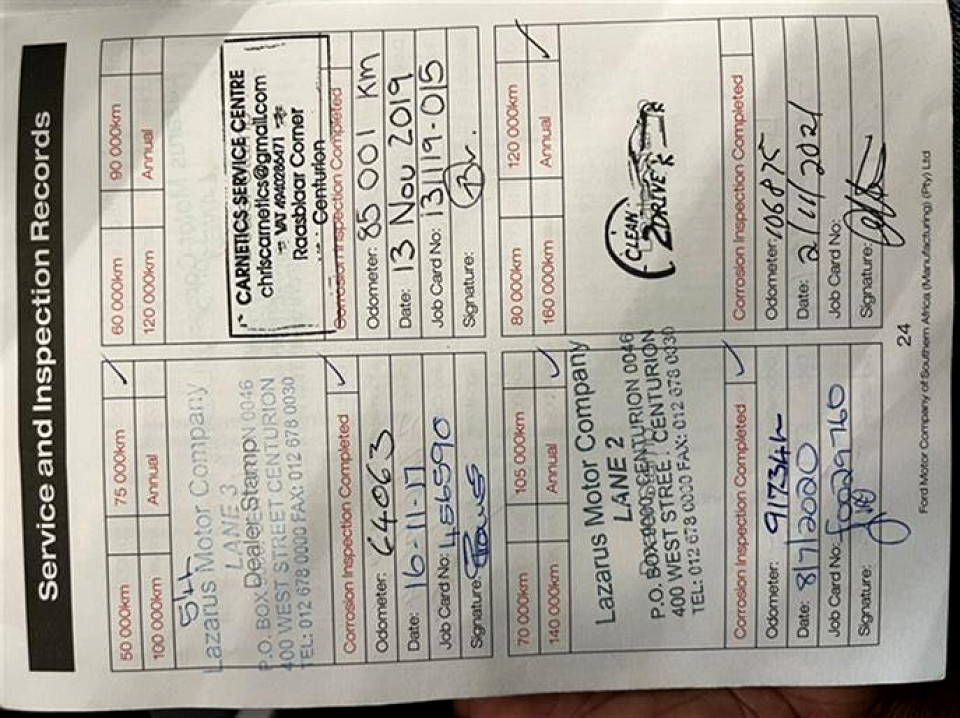 Service and Inspection Records
50 000km 75 000km ✓
100 000km Annual
5th
Lazarus Motor Company
LANE 3
Dealer Stamp
P.O. BOX 0046
400 WEST STREET CENTURION
TEL: 012 678 0000 FAX: 012 678 0030
Corrosion Inspection Completed ✓
Odometer: 64063
Date: 16-11-17
Job Card No: 456590
Signature:
60 000km 90 000km
120 000km Annual
CARNETICS SERVICE CENTRE
chriscarnetics@gmail.com
VAT 4940286471
Raablaar Corner
Centurion
Corrosion Inspection Completed
Odometer: 85 001 KM
Date: 13 Nov 2019
Job Card No: 131119-015
Signature:
70 000km 105 000km
140 000km Annual ✓
Lazarus Motor Company
LANE 2
P.O. BOX CENTURION 0046
400 WEST STREET CENTURION
TEL: 012 678 0000 FAX: 012 678 0030
Corrosion Inspection Completed ✓
Odometer: 91734
Date: 8/7/2020
Job Card No: f0029760
Signature:
80 000km 120 000km
160 000km Annual ✓
CLEAN
2DRIVE
Corrosion Inspection Completed
Odometer: 106875
Date: 2/11/2021
Job Card No:
Signature:
24
Ford Motor Company of Southern Africa (Manufacturing) (Pty) Ltd